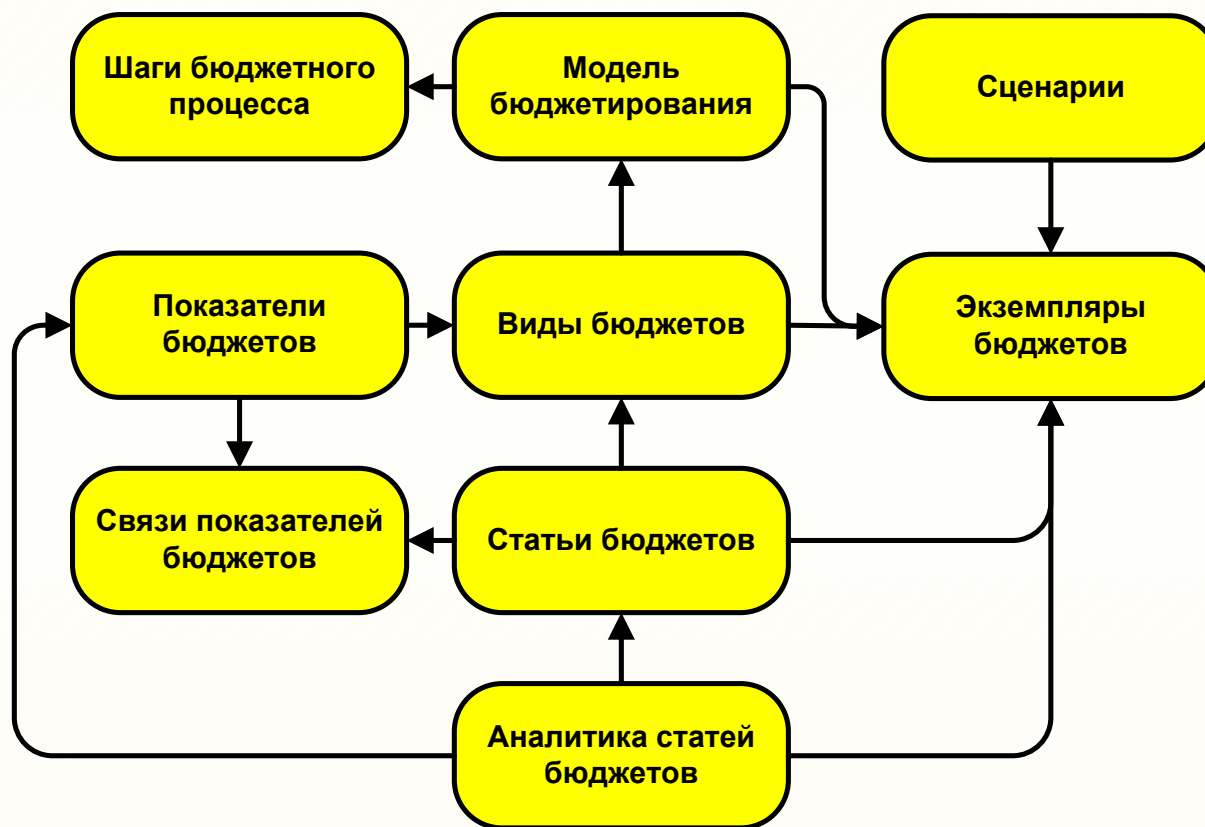 Шаги бюджетного
процесса
Модель
бюджетирования
Сценарии
Показатели
бюджетов
Виды бюджетов
Экземпляры
бюджетов
Связи показателей
бюджетов
Статьи бюджетов
Аналитика статей
бюджетов